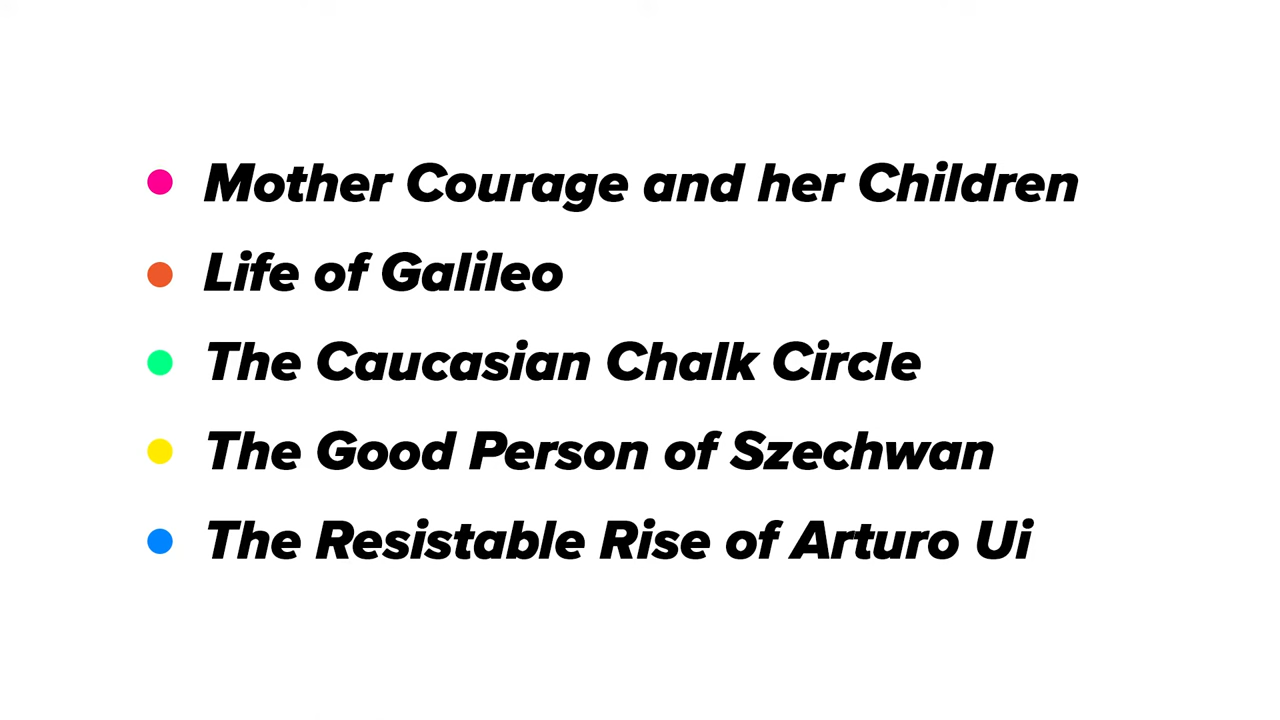 Mother Courage and her Children
Life of Galileo
The Caucasian Chalk Circle
The Good Person of Szechwan
The Resistable Rise of Arturo Ui